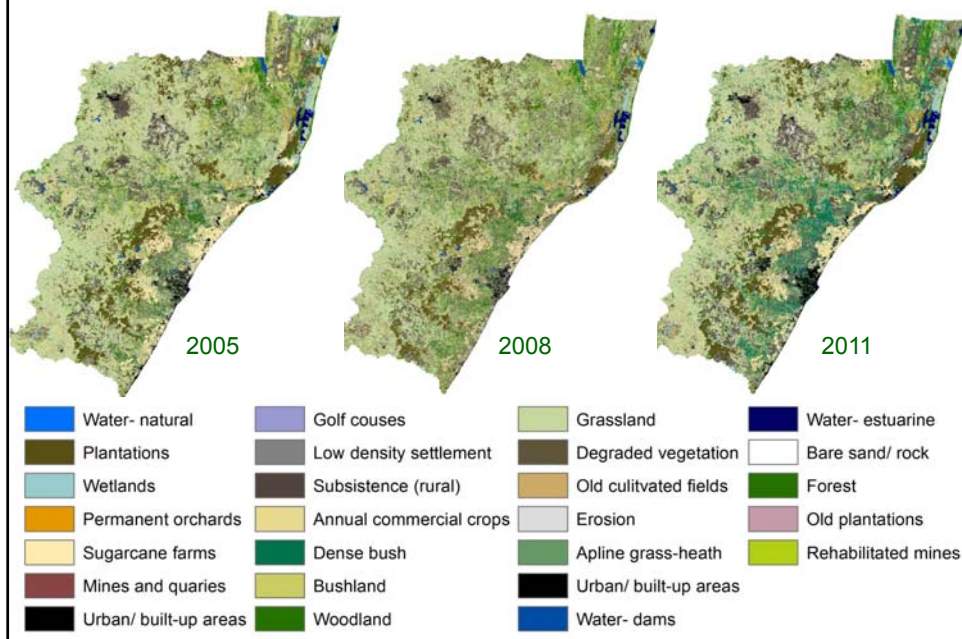 2005 2008 2011
Water- natural Golf couses Grassland Water- estuarine
Plantations Low density settlement Degraded vegetation Bare sand/ rock
Wetlands Subsistence (rural) Old culitvated fields Forest
Permanent orchards Annual commercial crops Erosion Old plantations
Sugarcane farms Dense bush Apline grass-heath Rehabilitated mines
Mines and quaries Bushland Urban/ built-up areas
Urban/ built-up areas Woodland Water- dams